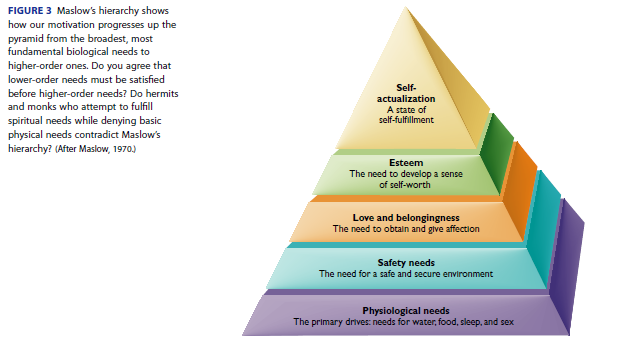 FIGURE 3 Maslow's hierarchy shows
how our motivation progresses up the
pyramid from the broadest, most
fundamental biological needs to
higher-order ones. Do you agree that
lower-order needs must be satisfied
before higher-order needs? Do hermits
and monks who attempt to fulfill
spiritual needs while denying basic
physical needs contradict Maslow's
hierarchy? (After Maslow, 1970.)
Self-
actualization
A state of
self-fulfillment
Esteem
The need to develop a sense
of self-worth
Love and belongingness
The need to obtain and give affection
Safety needs
The need for a safe and secure environment
Physiological needs
The primary drives: needs for water, food, sleep, and sex